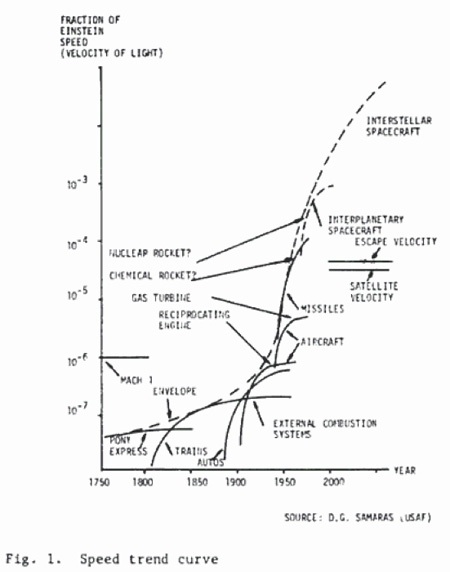 FRACTION OF
EINSTEIN
SPEED
(VELOCITY OF LIGHT)
INTERSTELLAR
SPACECRAFT
10-3
INTERPLANETARY
SPACECRAFT
10-4
ESCAPE VELOCITY
NUCLEAR ROCKET?
CHEMICAL ROCKET?
SATELLITE
VELOCITY
10-5
GAS TURBINE
MISSILES
RECIPROCATING
ENGINE
AIRCRAFT
10-6
MACH 1
ENVELOPE
10-7
EXTERNAL COMBUSTION
SYSTEMS
PONY
EXPRESS
TRAINS
AUTOS
YEAR
1750
1800
1850
1900
1950
2000
SOURCE: D.G. SAMARAS (USAF)
Fig. 1. Speed trend curve